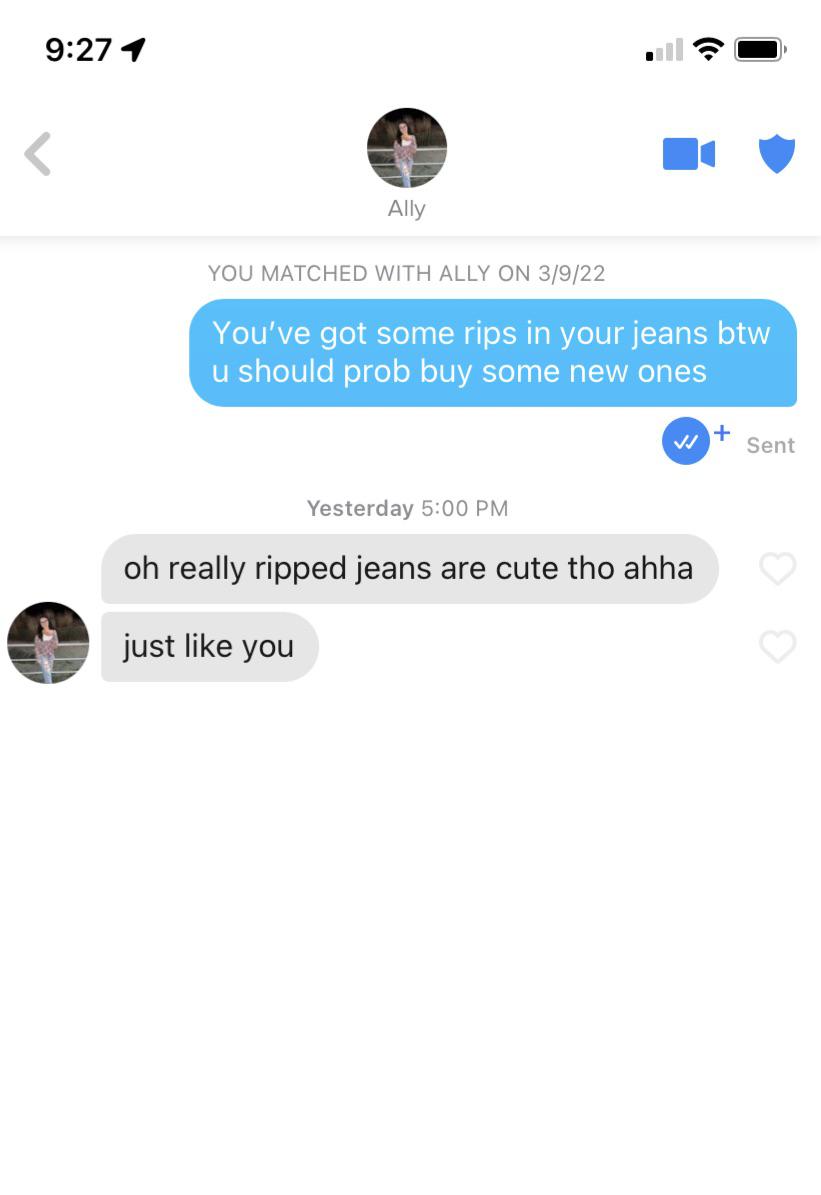 9:27
Ally
YOU MATCHED WITH ALLY ON 3/9/22
You’ve got some rips in your jeans btw
u should prob buy some new ones
Sent
Yesterday 5:00 PM
oh really ripped jeans are cute tho ahha
just like you